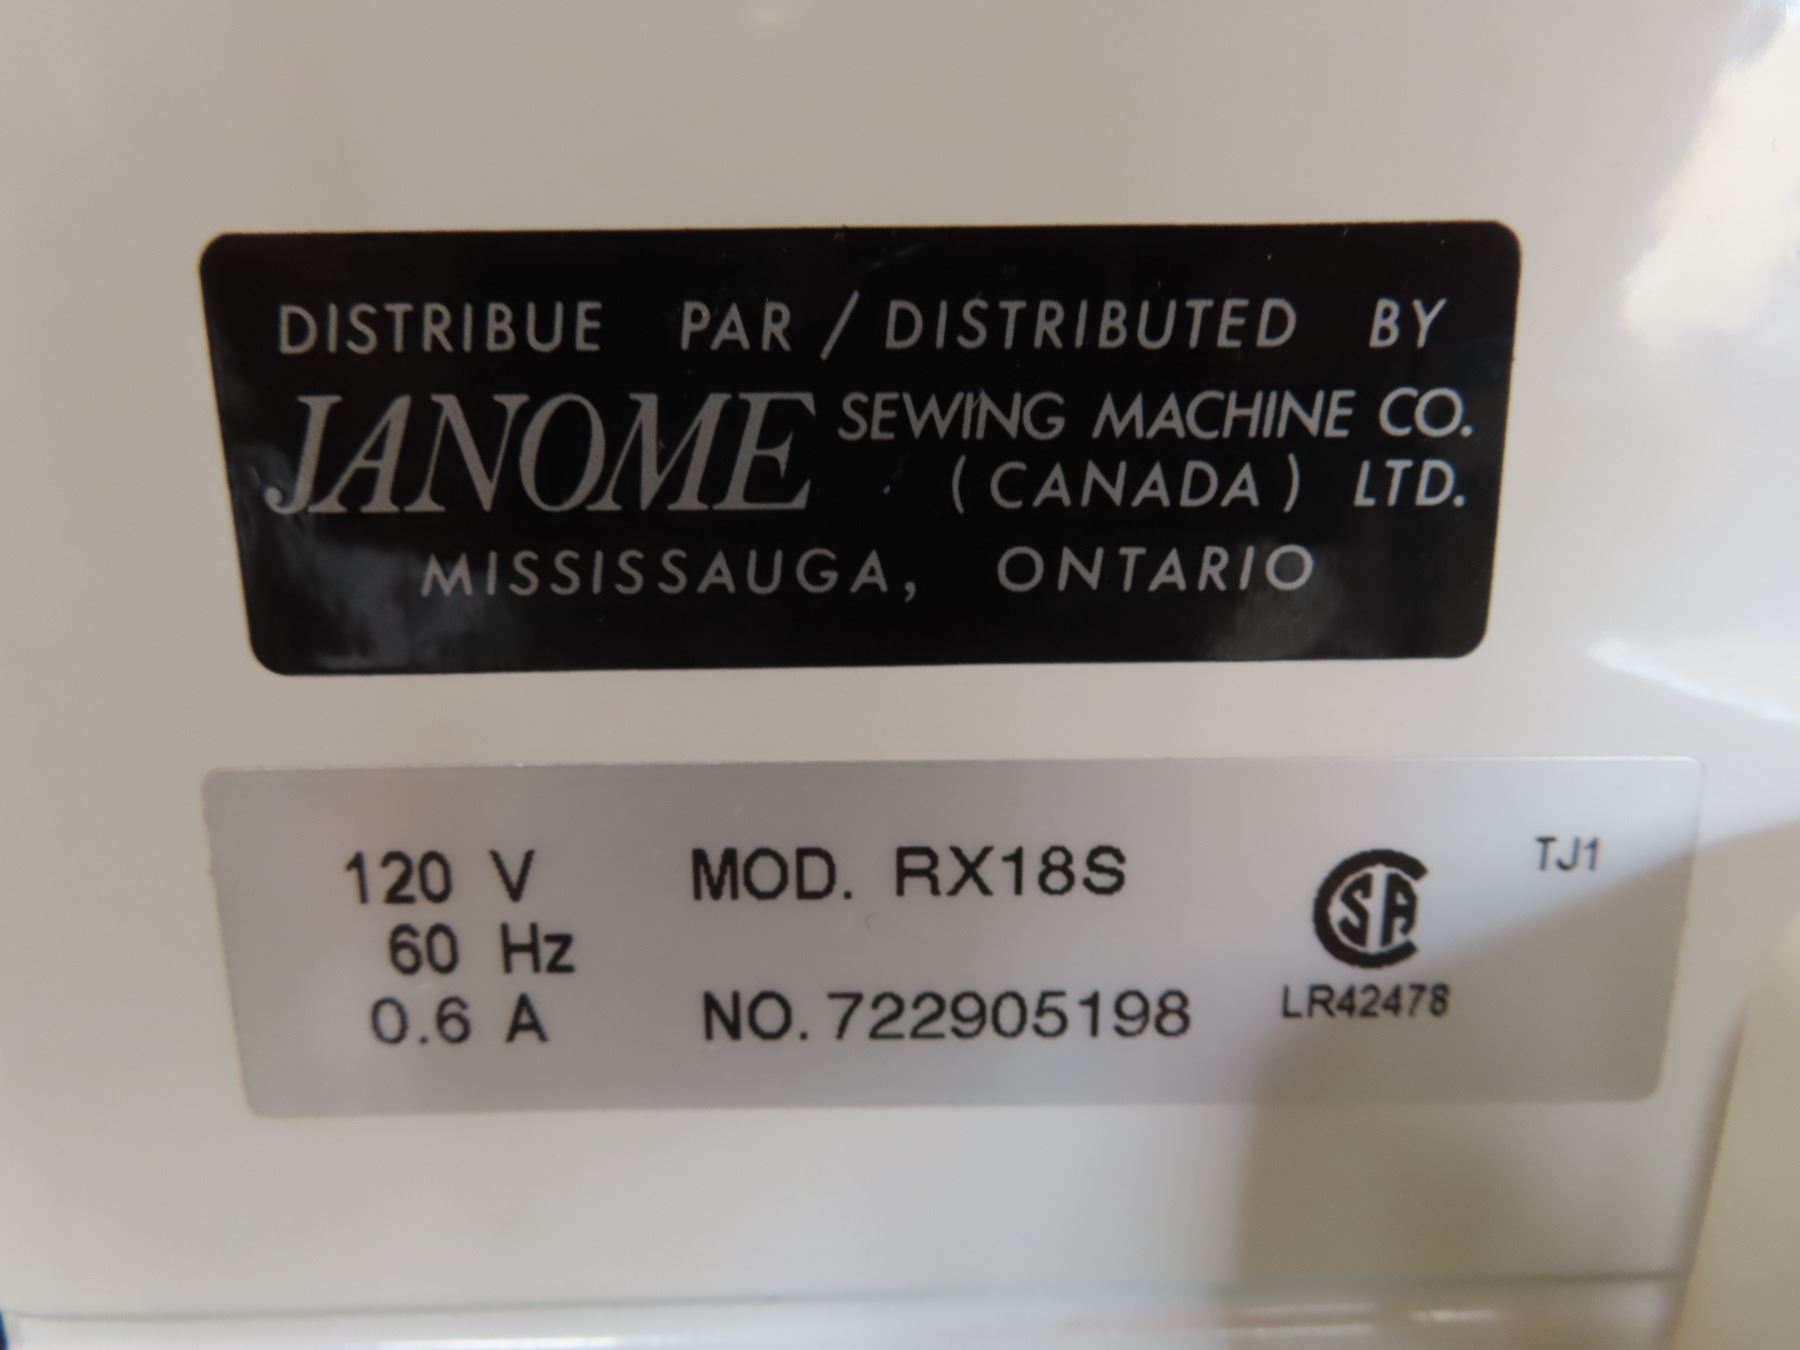 DISTRIBUE PAR / DISTRIBUTED BY
JANOME SEWING MACHINE CO.
( CANADA ) LTD.
MISSISSAUGA, ONTARIO
120 V MOD. RX18S TJ1
60 Hz
0.6 A NO. 722905198
LR42478